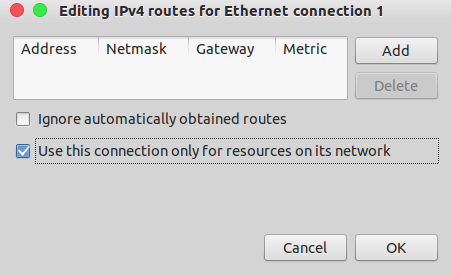 Editing IPv4 routes for Ethernet connection 1
Address Netmask Gateway Metric
Add
Delete
Ignore automatically obtained routes
Use this connection only for resources on its network
Cancel OK